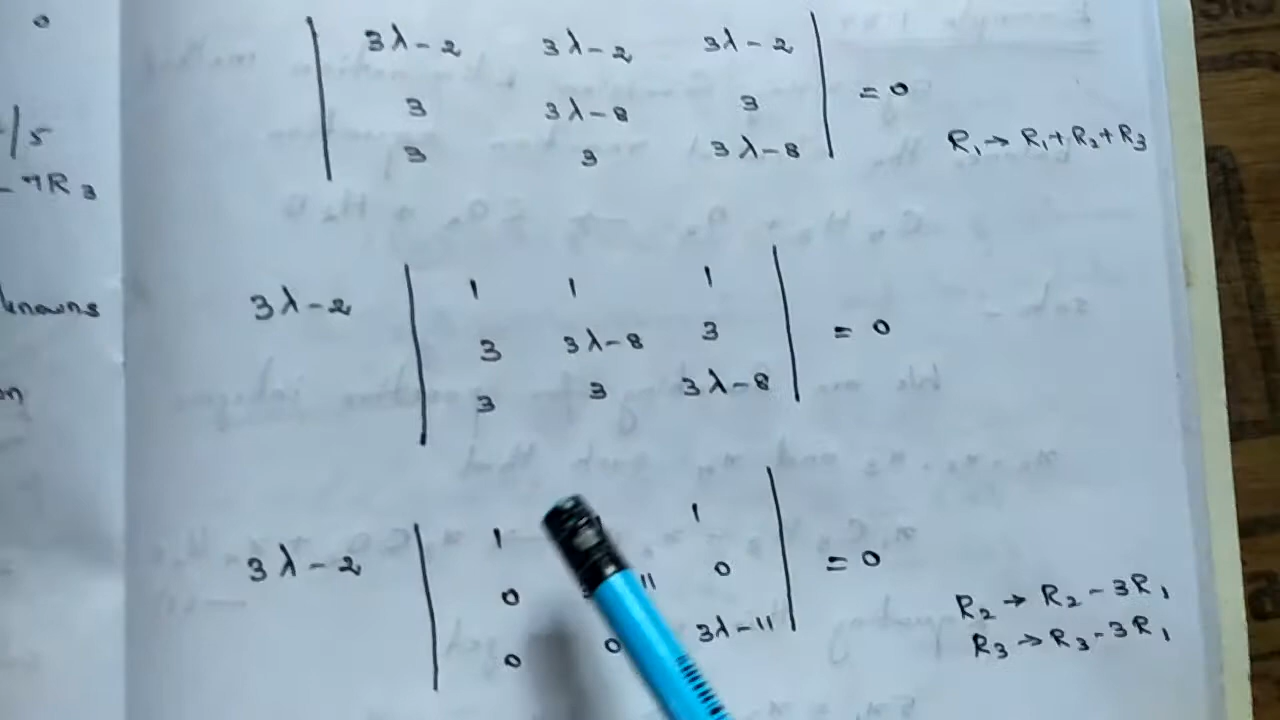 0
3λ-2 3λ-2 3λ-2
3 3λ-8 3 = 0
/5
3 3 3λ-8 R₁→ R₁+R₂+R₃
-7R₃
1 1 1
knowns 3λ-2 3 3λ-8 3 = 0
3 3 3λ-8
1 1
3λ-2 0 11 0 = 0
R₂ → R₂ - 3R₁
0 0 3λ-11
R₃ → R₃ - 3R₁